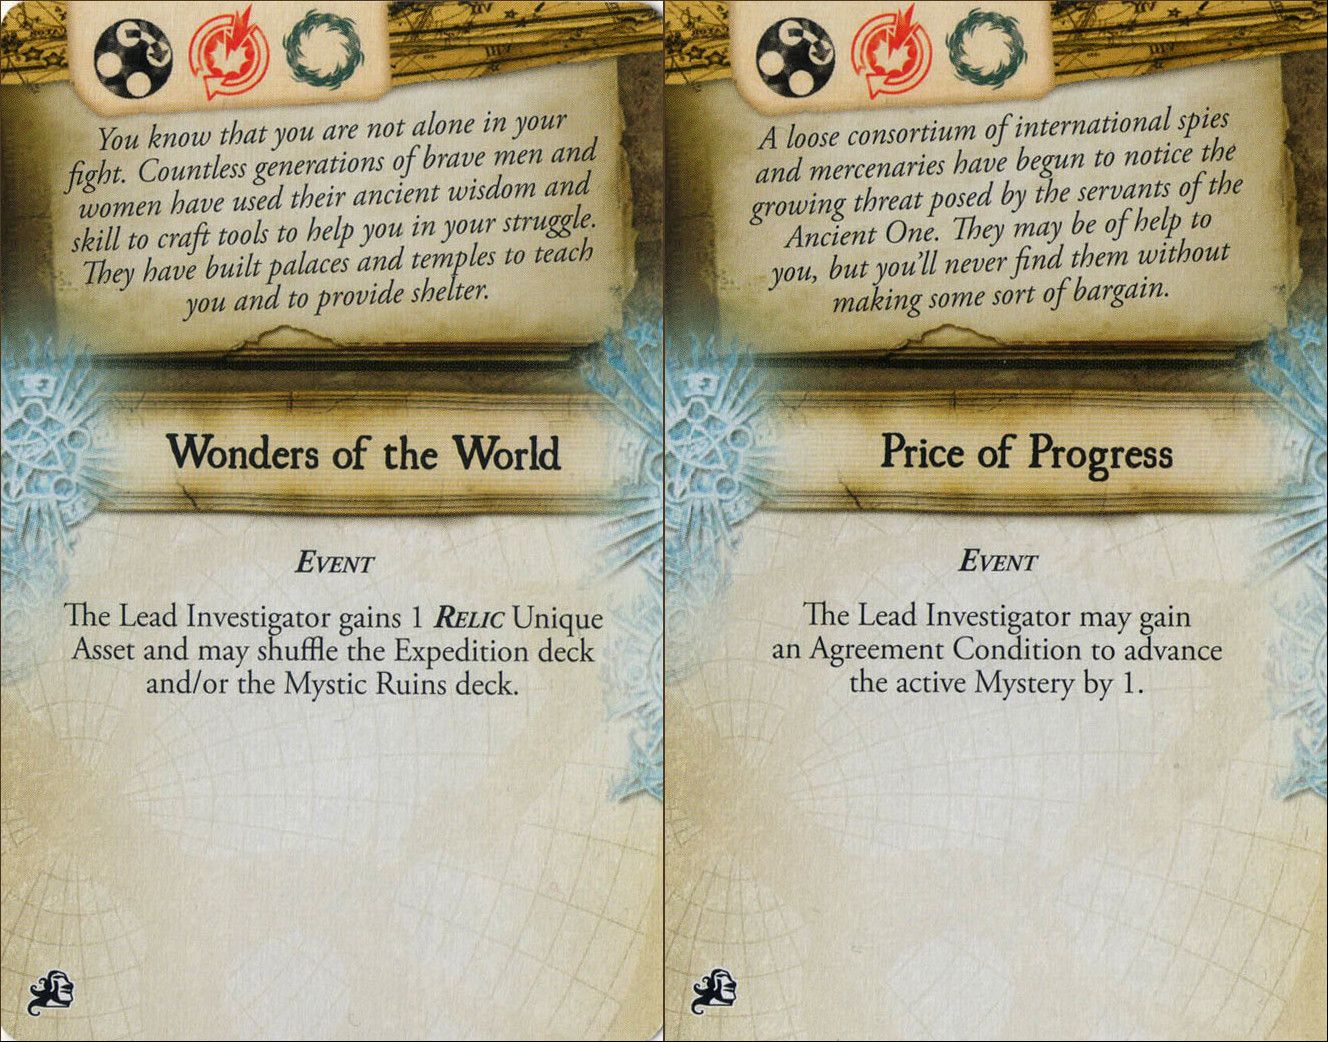 You know that you are not alone in your
fight. Countless generations of brave men and
women have used their ancient wisdom and
skill to craft tools to help you in your struggle.
They have built palaces and temples to teach
you and to provide shelter.
Wonders of the World
EVENT
The Lead Investigator gains 1 RELIC Unique
Asset and may shuffle the Expedition deck
and/or the Mystic Ruins deck.
A loose consortium of international spies
and mercenaries have begun to notice the
growing threat posed by the servants of the
Ancient One. They may be of help to
you, but you'll never find them without
making some sort of bargain.
Price of Progress
EVENT
The Lead Investigator may gain
an Agreement Condition to advance
the active Mystery by 1.